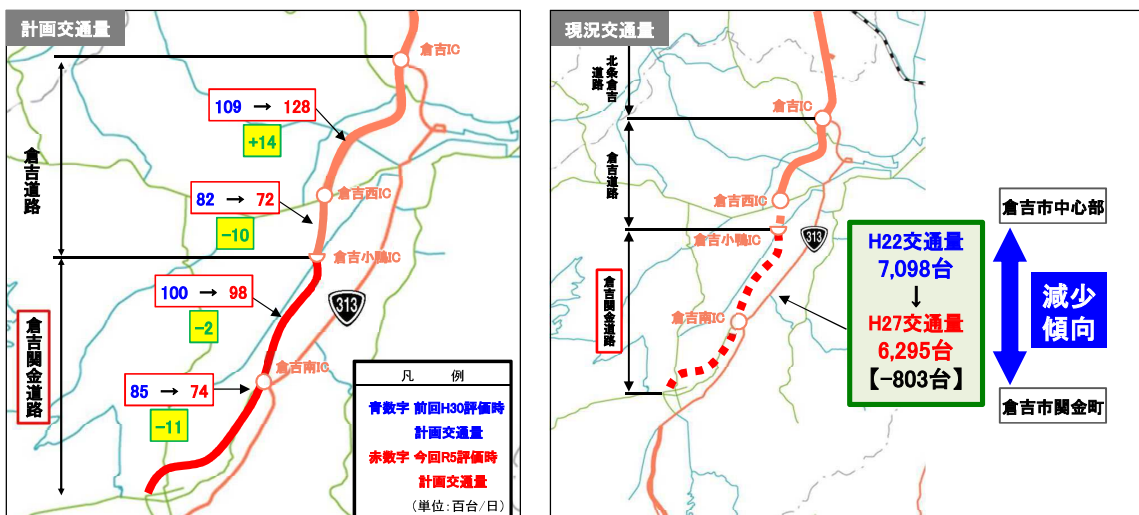 計画交通量
倉吉IC
109 → 128
+14
倉吉道路
82 → 72
-10
倉吉西IC
倉吉小鴨IC
100 → 98
-2
313
倉吉関金道路
倉吉南IC
85 → 74
-11
凡 例
青数字 前回H30評価時
計画交通量
赤数字 今回R5評価時
計画交通量
(単位:百台/日)
現況交通量
北条倉吉
道路
倉吉IC
倉吉道路
倉吉西IC
倉吉小鴨IC
313
倉吉関金道路
倉吉南IC
H22交通量
7,098台
↓
H27交通量
6,295台
【-803台】
倉吉市中心部
減少
傾向
倉吉市関金町